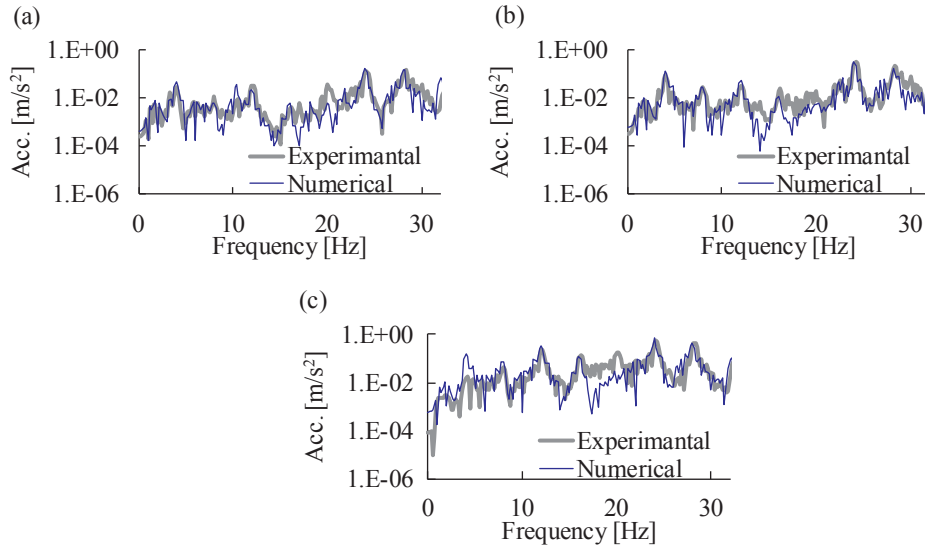 (a)
1.E+00
1.E-02
1.E-04
1.E-06
Acc. [m/s²]
Experimantal
Numerical
0 10 20 30
Frequency [Hz]
(b)
1.E+00
1.E-02
1.E-04
1.E-06
Acc. [m/s²]
Experimantal
Numerical
0 10 20 30
Frequency [Hz]
(c)
1.E+00
1.E-02
1.E-04
1.E-06
Acc. [m/s²]
Experimantal
Numerical
0 10 20 30
Frequency [Hz]